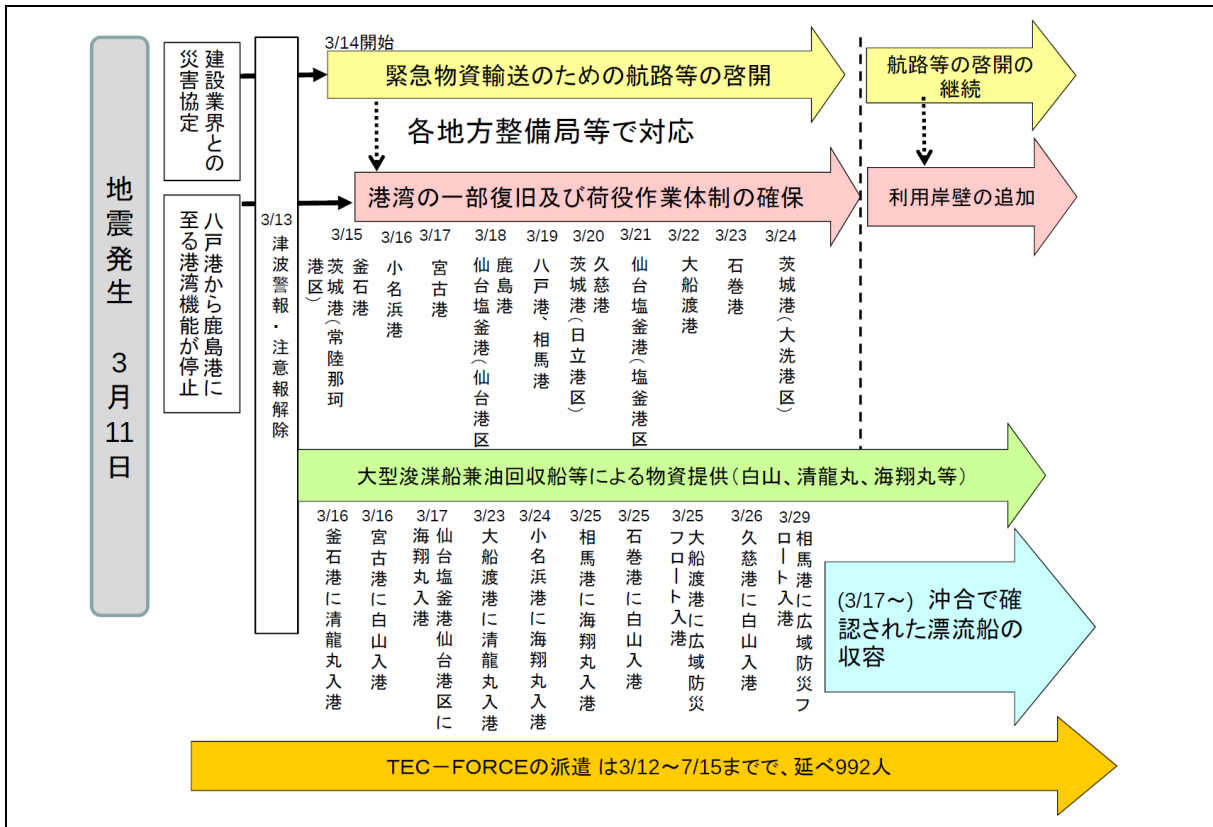 地震発生 3月11日
建設業界との
災害協定
八戸港から鹿島港に
至る港湾機能が停止
3/13
津波警報・注意報解除
3/14開始
緊急物資輸送のための航路等の啓開
航路等の啓開の
継続
各地方整備局等で対応
港湾の一部復旧及び荷役作業体制の確保
利用岸壁の追加
3/15
釜石港
茨城港(常陸那珂
港区)
3/16
小名浜港
3/17
宮古港
3/18
鹿島港
仙台塩釜港(仙台港区
3/19
八戸港、相馬港
3/20
久慈港
茨城港(日立港区)
3/21
仙台塩釜港(塩釜港区
3/22
大船渡港
3/23
石巻港
3/24
茨城港(大洗港区)
大型浚渫船兼油回収船等による物資提供(白山、清龍丸、海翔丸等)
3/16
釜石港に清龍丸入港
3/16
宮古港に白山入港
3/17
仙台塩釜港仙台港区に
海翔丸入港
3/23
大船渡港に清龍丸入港
3/24
小名浜港に海翔丸入港
3/25
相馬港に海翔丸入港
3/25
石巻港に白山入港
3/25
大船渡港に広域防災
フロート入港
3/26
久慈港に白山入港
3/29
相馬港に広域防災フ
ロート入港
(3/17～) 沖合で確
認された漂流船の
収容
TEC－FORCEの派遣 は3/12～7/15までで、延べ992人